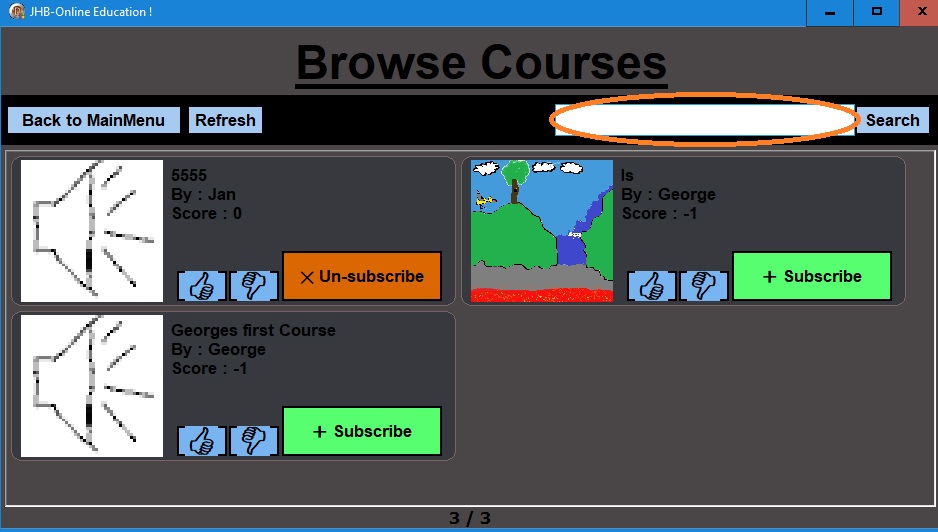 JHB-Online Education !
Browse Courses
Back to MainMenu Refresh Search
5555
By : Jan
Score : 0
× Un-subscribe
ls
By : George
Score : -1
+ Subscribe
Georges first Course
By : George
Score : -1
+ Subscribe
3 / 3